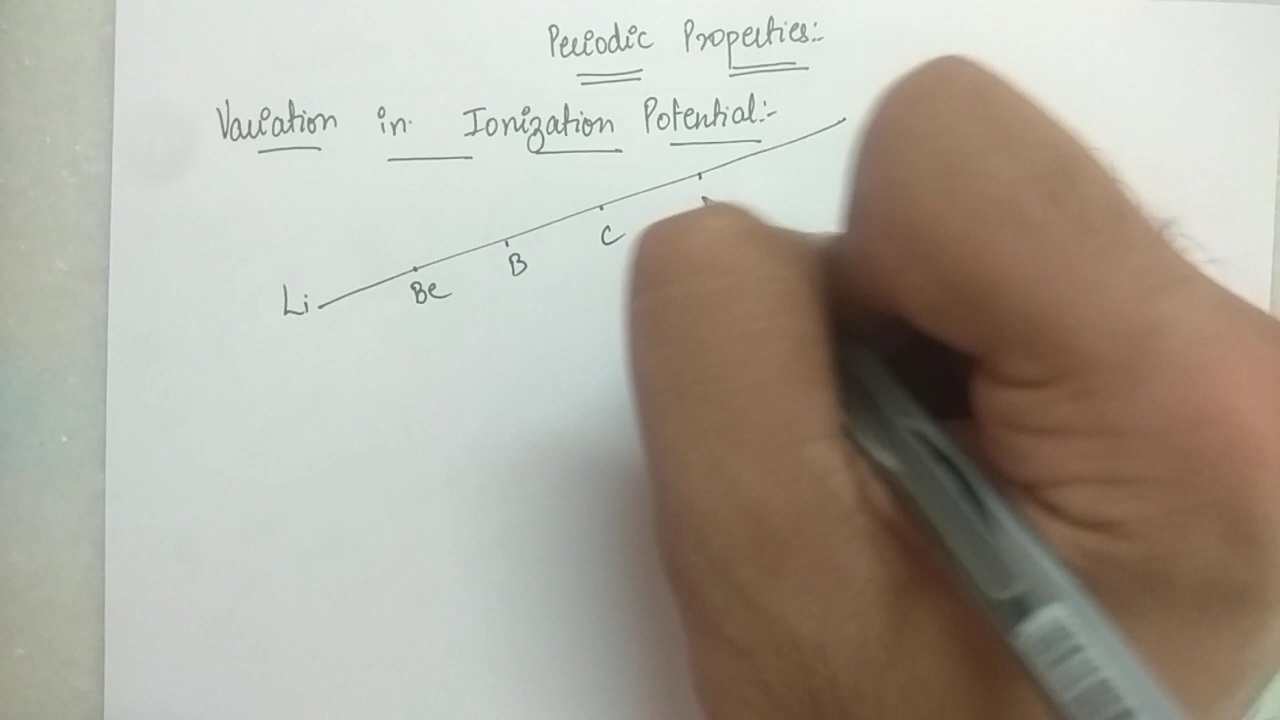 Periodic Properties:-
Variation in Ionization Potential:-
Li Be B C